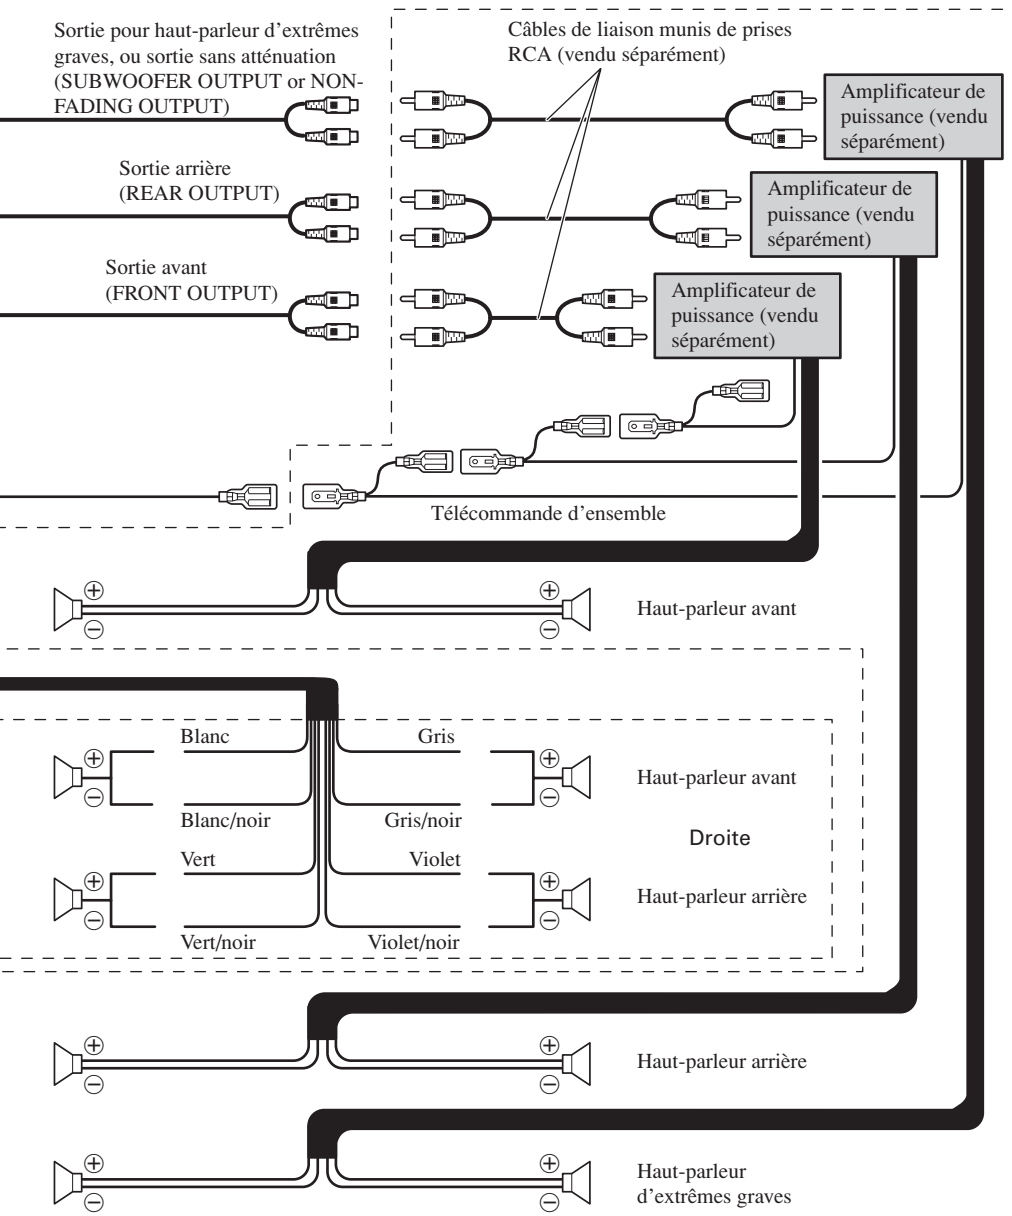 Sortie pour haut-parleur d'extrêmes
graves, ou sortie sans atténuation
(SUBWOOFER OUTPUT or NON-
FADING OUTPUT)
Câbles de liaison munis de prises
RCA (vendu séparément)
Amplificateur de
puissance (vendu
séparément)
Sortie arrière
(REAR OUTPUT)
Amplificateur de
puissance (vendu
séparément)
Sortie avant
(FRONT OUTPUT)
Amplificateur de
puissance (vendu
séparément)
Télécommande d'ensemble
⊕
⊕
Haut-parleur avant
⊖
⊖
Blanc
Gris
⊕
⊕
Haut-parleur avant
⊖
⊖
Blanc/noir
Gris/noir
Droite
Vert
Violet
⊕
⊕
Haut-parleur arrière
⊖
⊖
Vert/noir
Violet/noir
⊕
⊕
Haut-parleur arrière
⊖
⊖
⊕
⊕
Haut-parleur
d'extrêmes graves
⊖
⊖